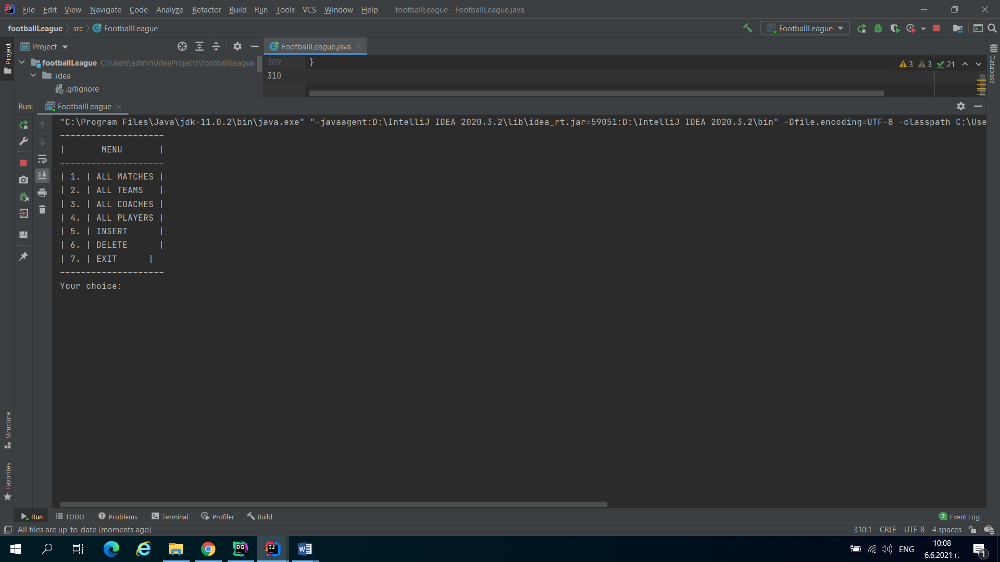 File Edit View Navigate Code Analyze Refactor Build Run Tools VCS Window Help footballLeague - FootballLeague.java
footballLeague src FootballLeague
FootballLeague
Project
Project
FootballLeague.java
footballLeague C:\Users\admin\IdeaProjects\footballLeague
.idea
.gitignore
309 }
310
3 3 21
Database
Run: FootballLeague
"C:\Program Files\Java\jdk-11.0.2\bin\java.exe" "-javaagent:D:\IntelliJ IDEA 2020.3.2\lib\idea_rt.jar=59051:D:\IntelliJ IDEA 2020.3.2\bin" -Dfile.encoding=UTF-8 -classpath C:\Use
--------------------
|       MENU       |
--------------------
| 1. | ALL MATCHES |
| 2. | ALL TEAMS   |
| 3. | ALL COACHES |
| 4. | ALL PLAYERS |
| 5. | INSERT      |
| 6. | DELETE      |
| 7. | EXIT      |
--------------------
Your choice:
Structure
Favorites
Run TODO Problems Terminal Profiler Build
2 Event Log
All files are up-to-date (moments ago)
310:1 CRLF UTF-8 4 spaces
DG IJ W
ENG
10:08
6.6.2021 г.
1